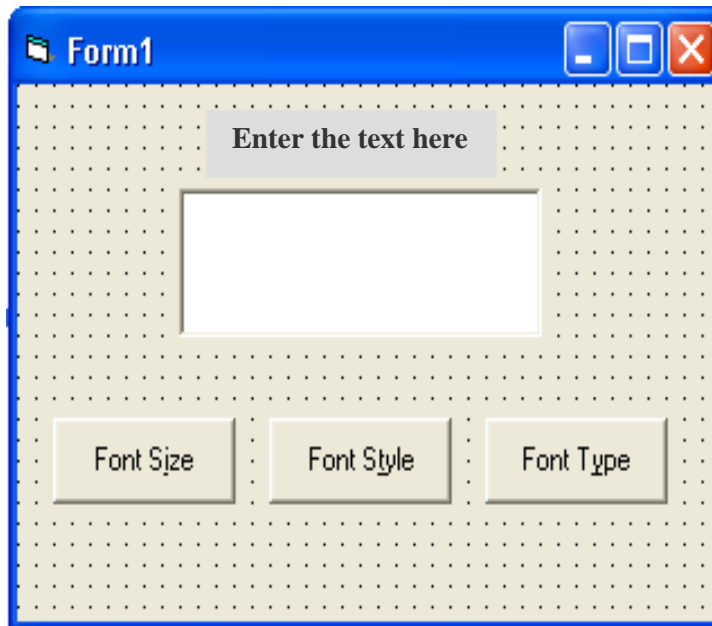 Form1
Enter the text here
Font Size
Font Style
Font Type